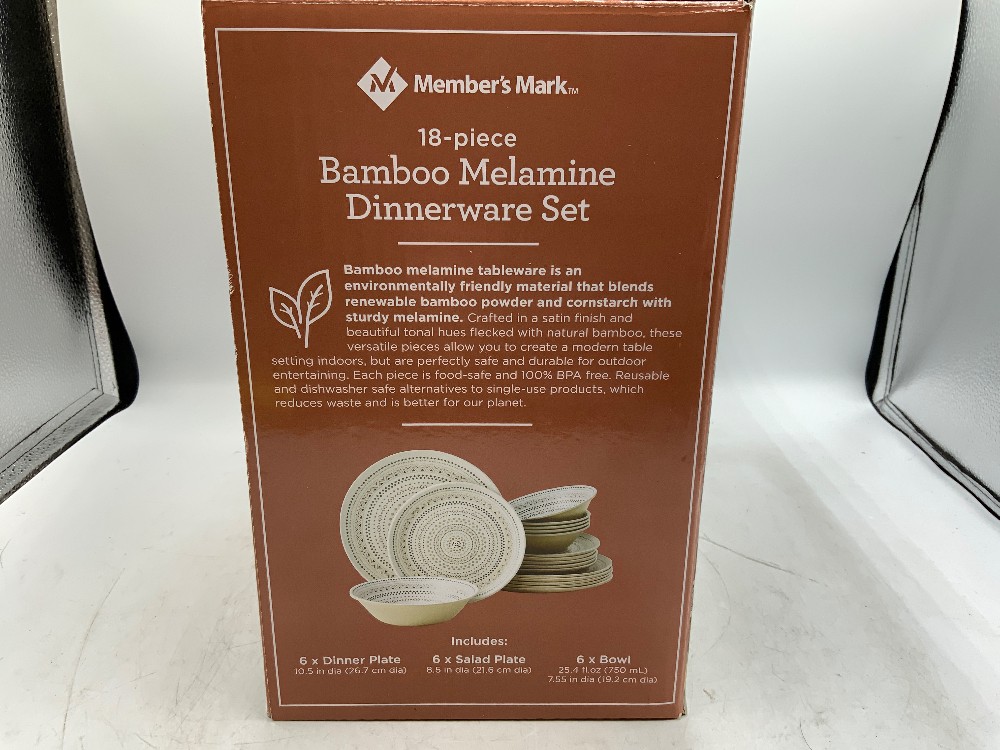 Member's Mark™
18-piece
Bamboo Melamine
Dinnerware Set
Bamboo melamine tableware is an
environmentally friendly material that blends
renewable bamboo powder and cornstarch with
sturdy melamine. Crafted in a satin finish and
beautiful tonal hues flecked with natural bamboo, these
versatile pieces allow you to create a modern table
setting indoors, but are perfectly safe and durable for outdoor
entertaining. Each piece is food-safe and 100% BPA free. Reusable
and dishwasher safe alternatives to single-use products, which
reduces waste and is better for our planet.
Includes:
6 x Dinner Plate
10.5 in dia (26.7 cm dia)
6 x Salad Plate
8.5 in dia (21.6 cm dia)
6 x Bowl
25.4 fl.oz (750 mL)
7.55 in dia (19.2 cm dia)